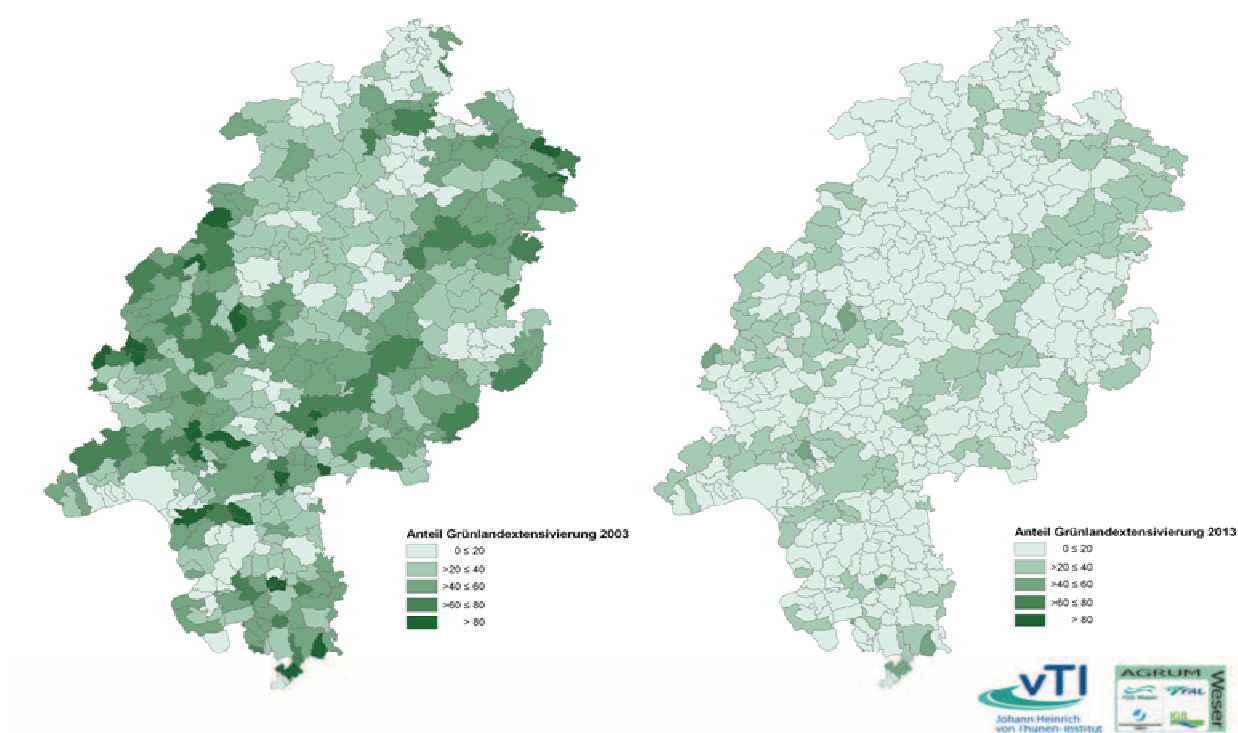 Anteil Grünlandextensivierung 2003
0 ≤ 20
>20 ≤ 40
>40 ≤ 60
>60 ≤ 80
> 80
Anteil Grünlandextensivierung 2013
0 ≤ 20
>20 ≤ 40
>40 ≤ 60
>60 ≤ 80
> 80
vTI
Johann Heinrich
von Thünen-Institut
AGRUM
Weser